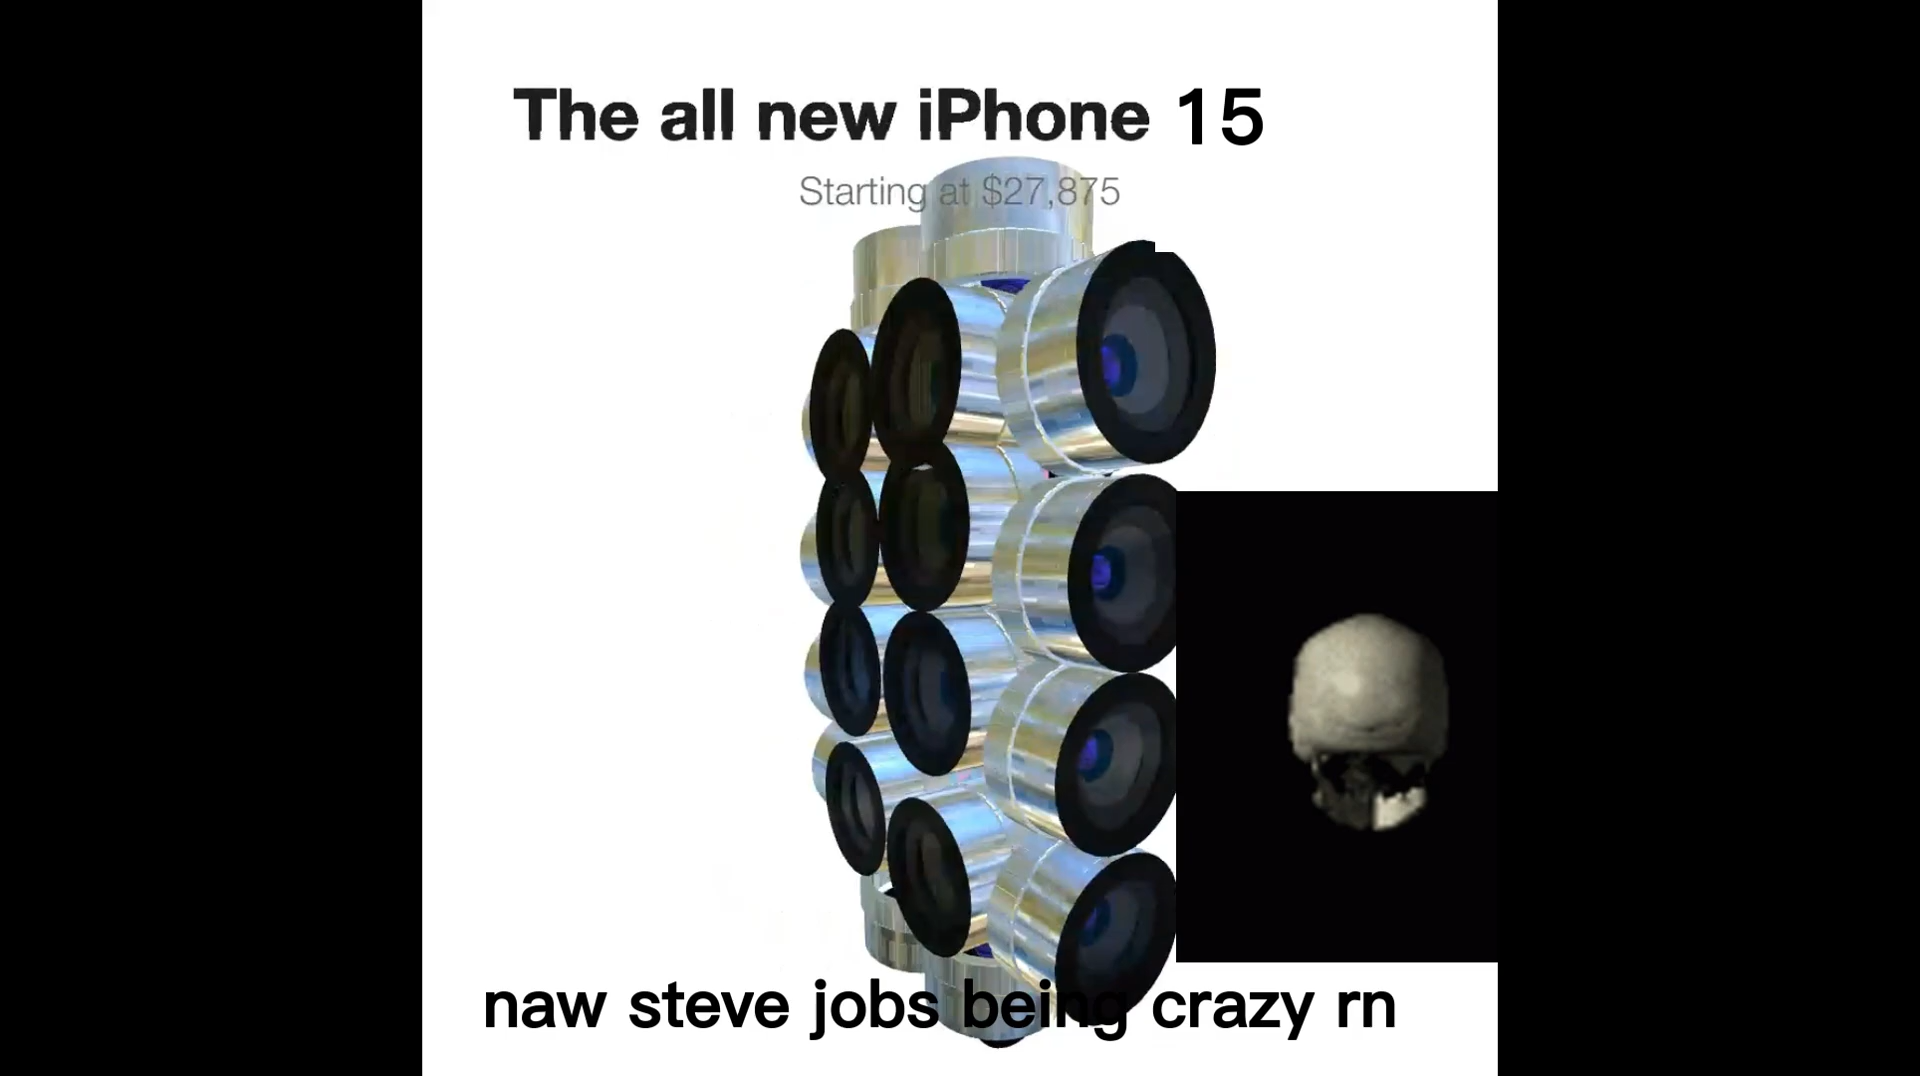 The all new iPhone 15
Starting at $27,875
naw steve jobs being crazy rn